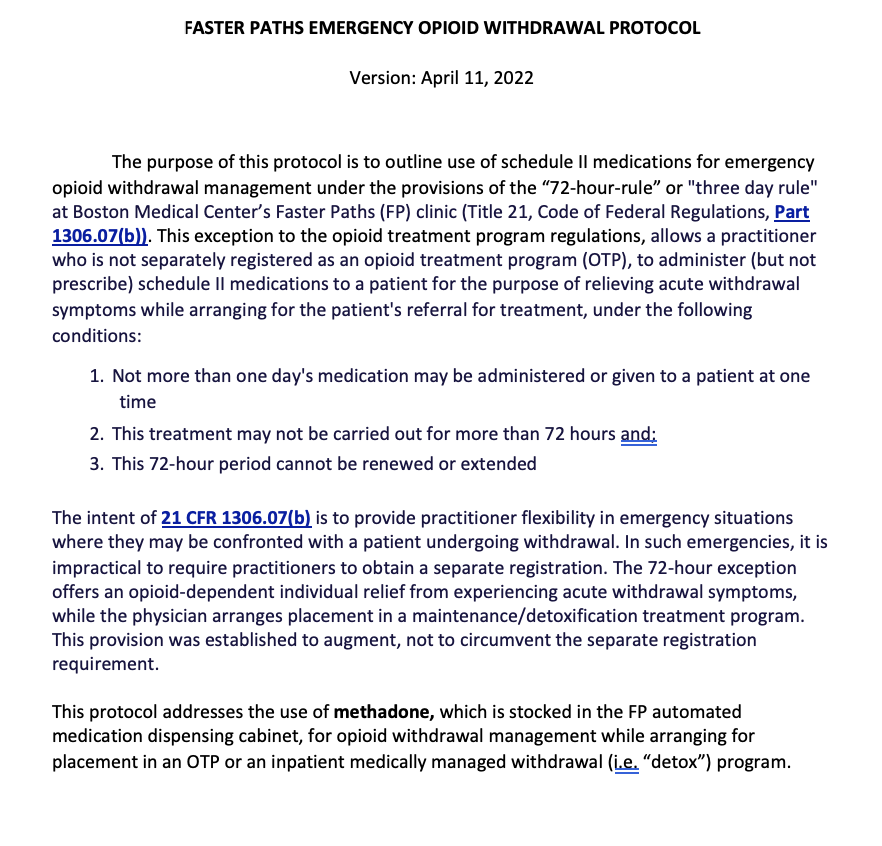 FASTER PATHS EMERGENCY OPIOID WITHDRAWAL PROTOCOL
Version: April 11, 2022
The purpose of this protocol is to outline use of schedule II medications for emergency
opioid withdrawal management under the provisions of the “72-hour-rule” or "three day rule"
at Boston Medical Center’s Faster Paths (FP) clinic (Title 21, Code of Federal Regulations, Part
1306.07(b)). This exception to the opioid treatment program regulations, allows a practitioner
who is not separately registered as an opioid treatment program (OTP), to administer (but not
prescribe) schedule II medications to a patient for the purpose of relieving acute withdrawal
symptoms while arranging for the patient's referral for treatment, under the following
conditions:
1. Not more than one day's medication may be administered or given to a patient at one
time
2. This treatment may not be carried out for more than 72 hours and;
3. This 72-hour period cannot be renewed or extended
The intent of 21 CFR 1306.07(b) is to provide practitioner flexibility in emergency situations
where they may be confronted with a patient undergoing withdrawal. In such emergencies, it is
impractical to require practitioners to obtain a separate registration. The 72-hour exception
offers an opioid-dependent individual relief from experiencing acute withdrawal symptoms,
while the physician arranges placement in a maintenance/detoxification treatment program.
This provision was established to augment, not to circumvent the separate registration
requirement.
This protocol addresses the use of methadone, which is stocked in the FP automated
medication dispensing cabinet, for opioid withdrawal management while arranging for
placement in an OTP or an inpatient medically managed withdrawal (i.e. “detox”) program.